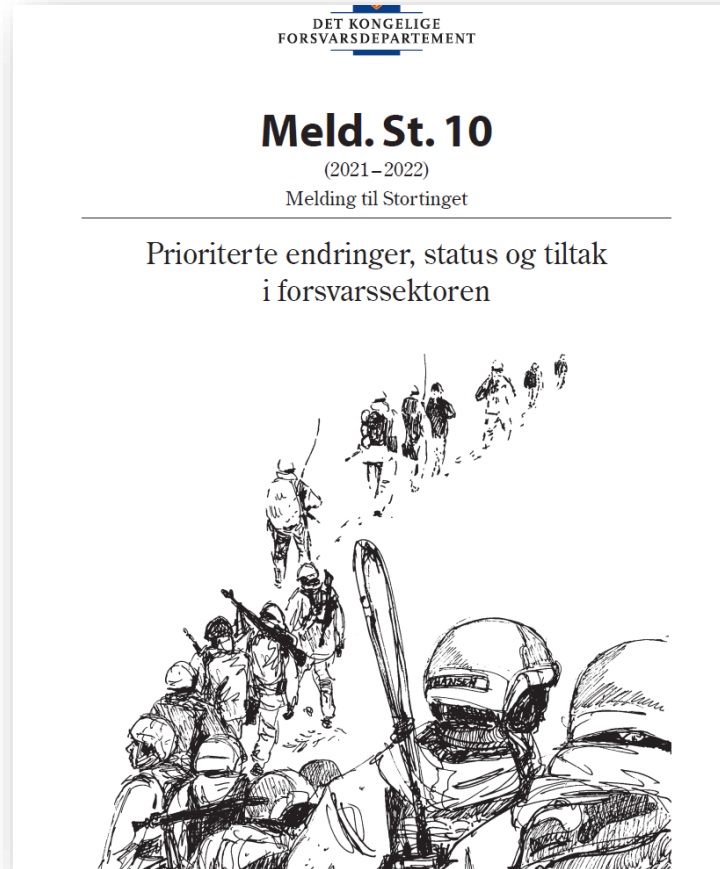 DET KONGELIGE
FORSVARSDEPARTEMENT
Meld. St. 10
(2021–2022)
Melding til Stortinget
Prioriterte endringer, status og tiltak
i forsvarssektoren
HANSEN